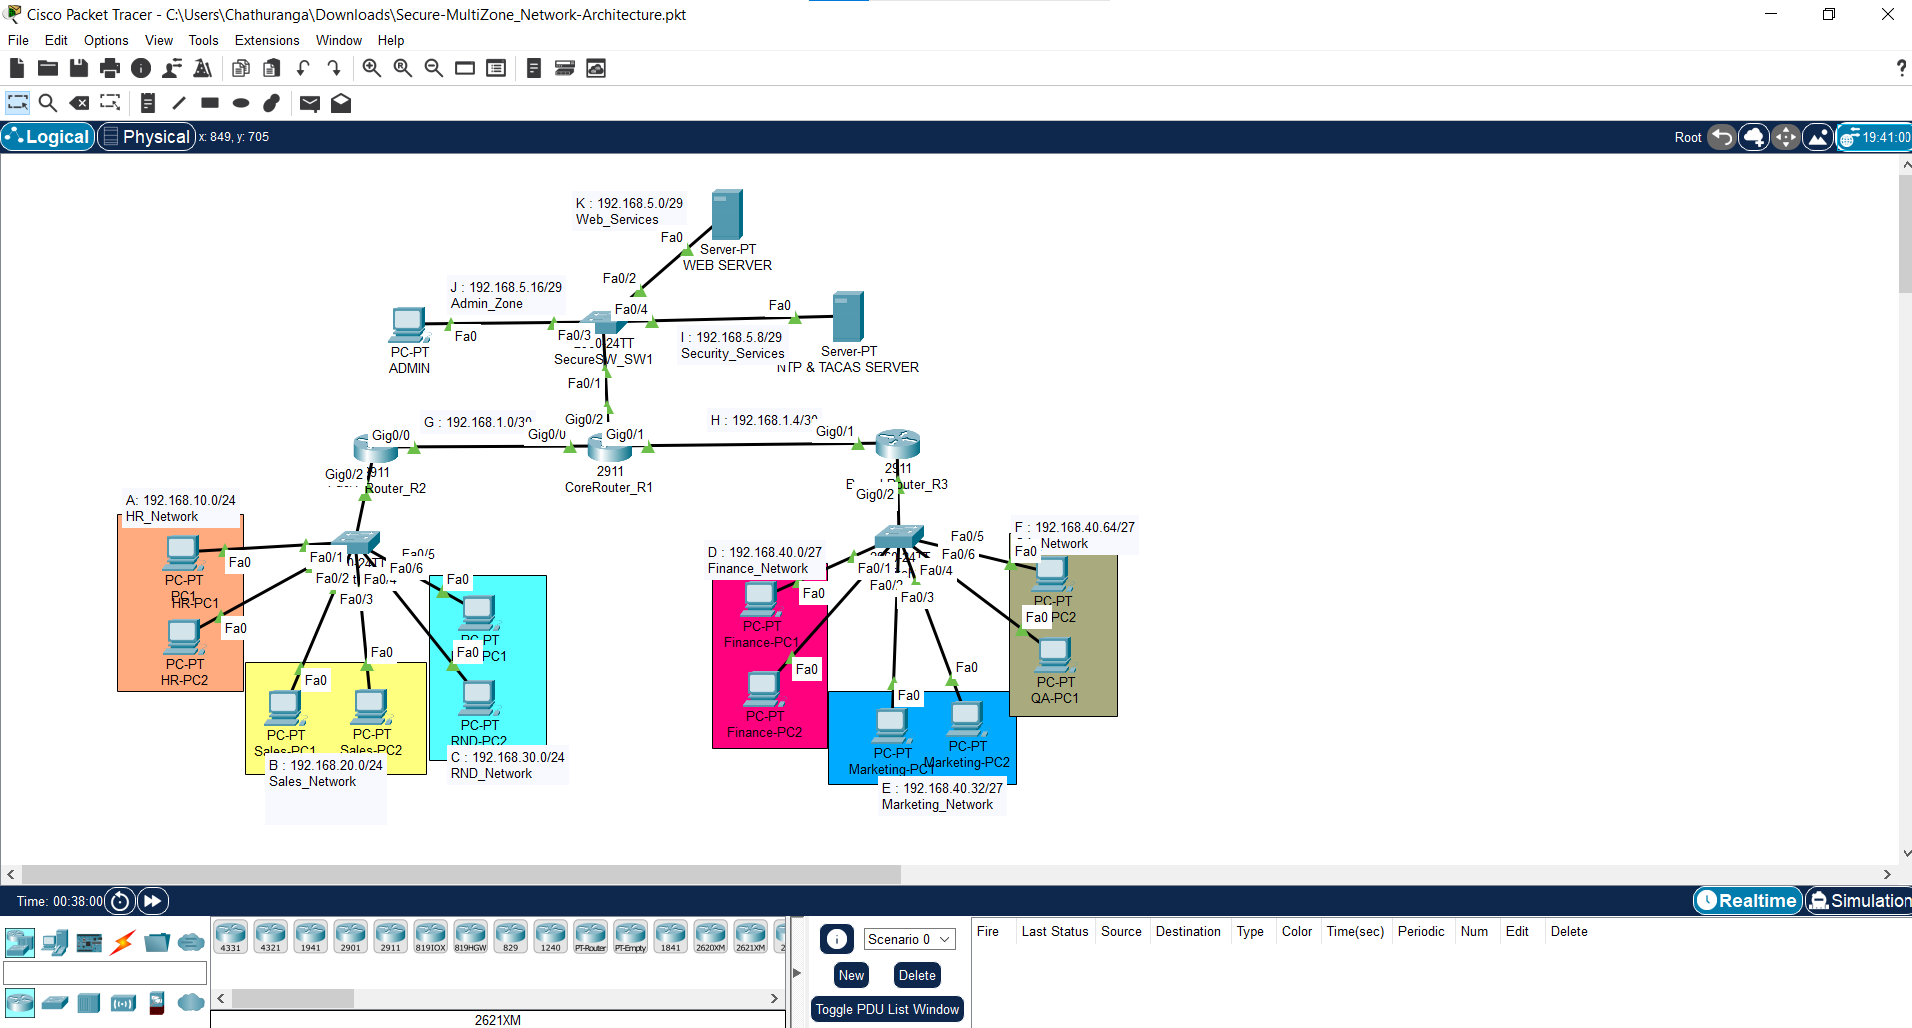 Cisco Packet Tracer - C:\Users\Chathuranga\Downloads\Secure-MultiZone_Network-Architecture.pkt
File Edit Options View Tools Extensions Window Help
?
Logical Physical x: 849, y: 705 Root 19:41:00
K : 192.168.5.0/29
Web_Services
Fa0
Server-PT
WEB SERVER
Fa0/2
J : 192.168.5.16/29
Admin_Zone
Fa0/4
Fa0
Fa0
Fa0/3
I : 192.168.5.8/29
Security_Services
PC-PT
ADMIN
24TT
SecureSW_SW1
Server-PT
NTP & TACAS SERVER
Fa0/1
G : 192.168.1.0/30
Gig0/2
H : 192.168.1.4/30
Gig0/0
Gig0/0
Gig0/1
Gig0/1
Gig0/2
911
Router_R2
2911
CoreRouter_R1
2911
Router_R3
Gig0/2
A: 192.168.10.0/24
HR_Network
Fa0
Fa0/1
Fa0/5
Fa0/6
Fa0/2
Fa0/4
Fa0/3
PC-PT
PC1
HR-PC1
Fa0
PC-PT
HR-PC2
Fa0
PC-PT
PC1
Fa0
Fa0
Fa0
PC-PT
Sales-PC1
PC-PT
Sales-PC2
PC-PT
RND-PC2
B : 192.168.20.0/24
Sales_Network
C : 192.168.30.0/24
RND_Network
D : 192.168.40.0/27
Finance_Network
Fa0/5
Fa0/6
Fa0/1
Fa0/4
Fa0/2
Fa0/3
F : 192.168.40.64/27
Network
Fa0
Fa0
PC-PT
Finance-PC1
PC-PT
PC2
Fa0
Fa0
Fa0
PC-PT
QA-PC1
PC-PT
Finance-PC2
Fa0
PC-PT
Marketing-PC1
PC-PT
Marketing-PC2
E : 192.168.40.32/27
Marketing_Network
Time: 00:38:00 Realtime Simulation
4331 4321 1941 2901 2911 819IOX 819HGW 829 1240 PT-Router PT-Empty 1841 2620XM 2621XM
2621XM
Scenario 0
New Delete
Toggle PDU List Window
Fire Last Status Source Destination Type Color Time(sec) Periodic Num Edit Delete